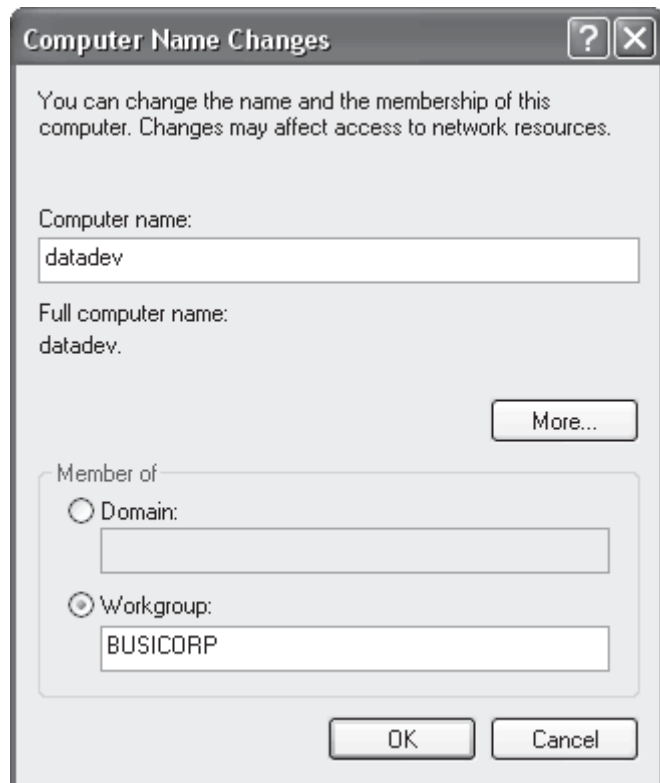 Computer Name Changes
You can change the name and the membership of this
computer. Changes may affect access to network resources.
Computer name:
datadev
Full computer name:
datadev.
More...
Member of
Domain:
Workgroup:
BUSICORP
OK Cancel